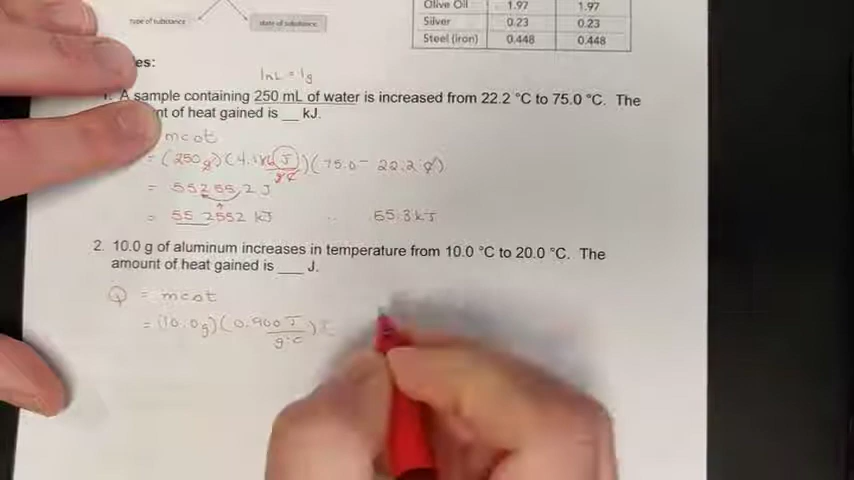 Olive Oil 1.97 1.97
type of substance
state of substance
Silver 0.23 0.23
Steel (iron) 0.448 0.448
es:
1mL = 1g
1. A sample containing 250 mL of water is increased from 22.2 °C to 75.0 °C. The
nt of heat gained is __ kJ.
mcΔt
= (250g)(4. J/g°C)(75.0 - 22.2 °C)
= 55255.2 J
= 55.2552 kJ ∴ 55.3 kJ
2. 10.0 g of aluminum increases in temperature from 10.0 °C to 20.0 °C. The
amount of heat gained is ___ J.
Q = mcΔt
= (10.0g)(0.900 J/g·c)